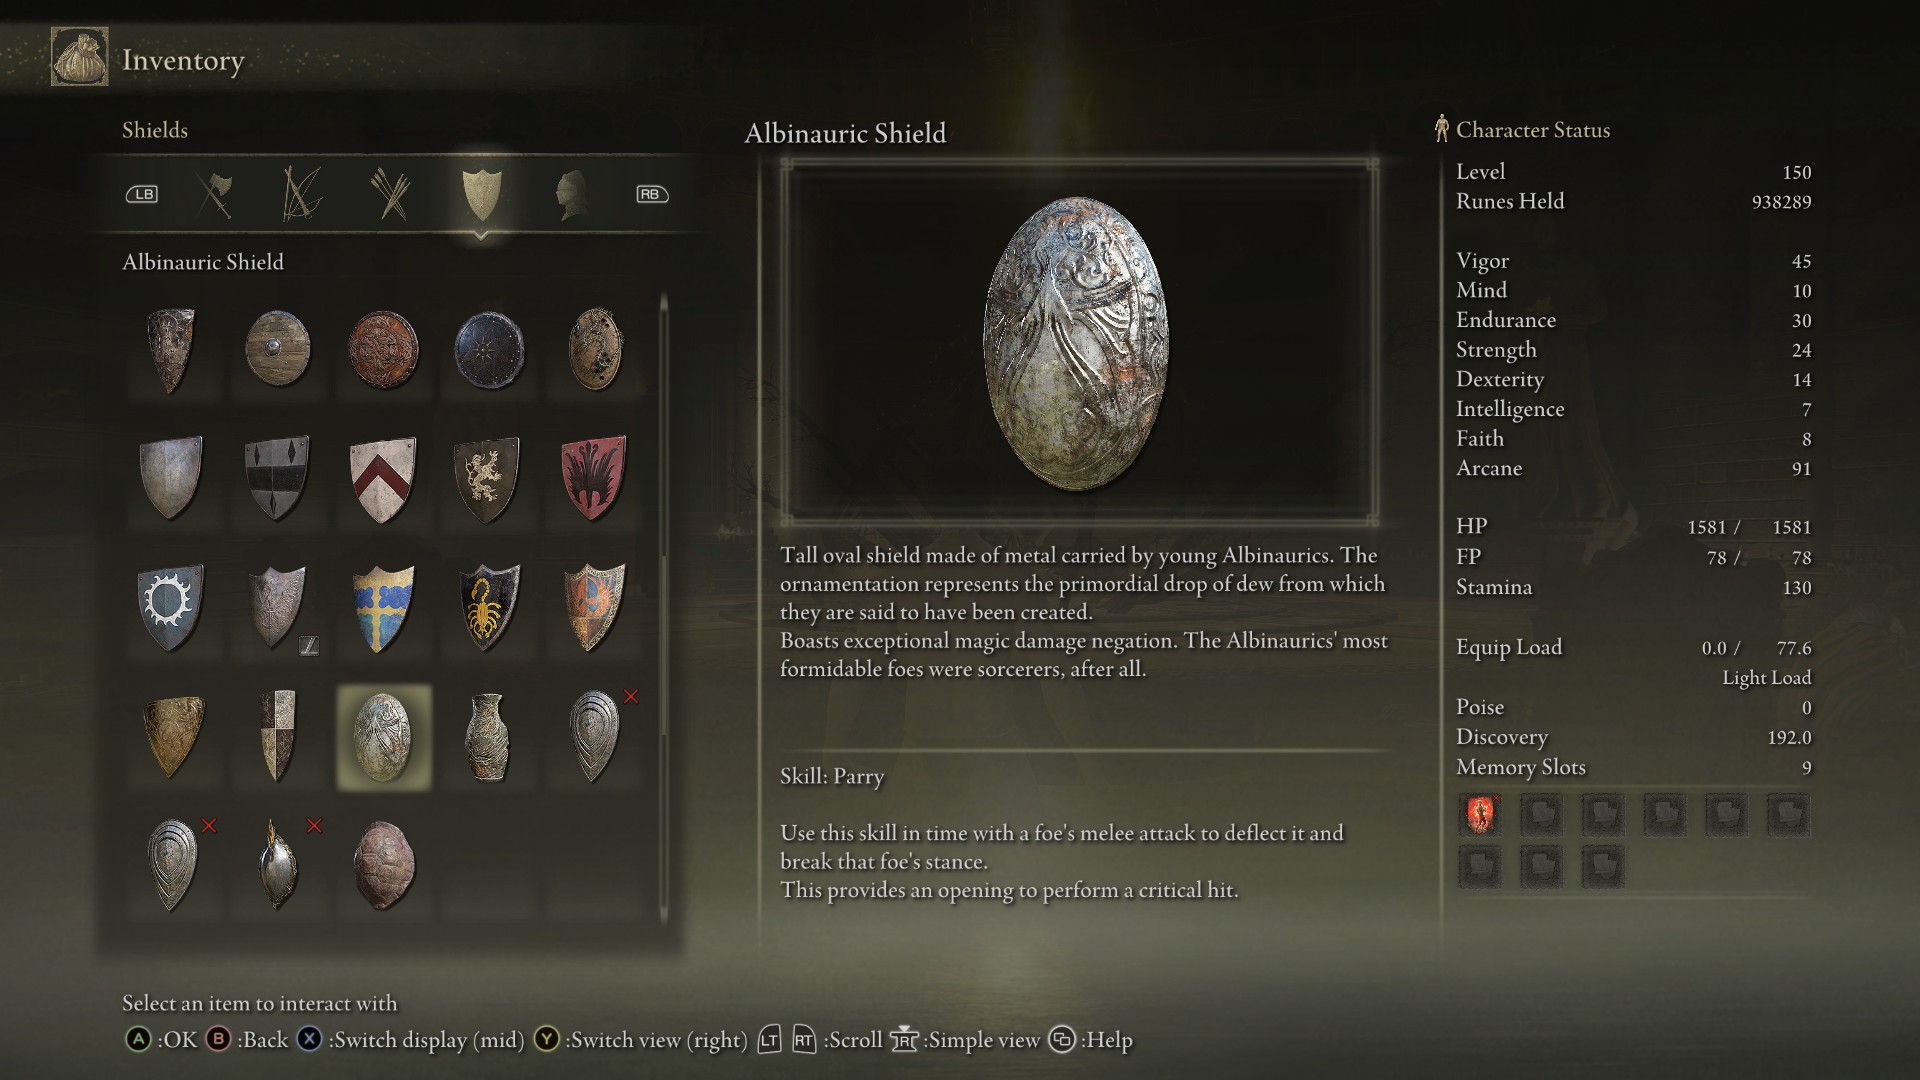 Inventory
Shields
LB
RB
Albinauric Shield
Albinauric Shield
Tall oval shield made of metal carried by young Albinaurics. The
ornamentation represents the primordial drop of dew from which
they are said to have been created.
Boasts exceptional magic damage negation. The Albinaurics' most
formidable foes were sorcerers, after all.
Skill: Parry
Use this skill in time with a foe's melee attack to deflect it and
break that foe's stance.
This provides an opening to perform a critical hit.
Character Status
Level 150
Runes Held 938289
Vigor 45
Mind 10
Endurance 30
Strength 24
Dexterity 14
Intelligence 7
Faith 8
Arcane 91
HP 1581 / 1581
FP 78 / 78
Stamina 130
Equip Load 0.0 / 77.6
Light Load
Poise 0
Discovery 192.0
Memory Slots 9
Select an item to interact with
A :OK B :Back X :Switch display (mid) Y :Switch view (right) LT RT :Scroll R :Simple view :Help